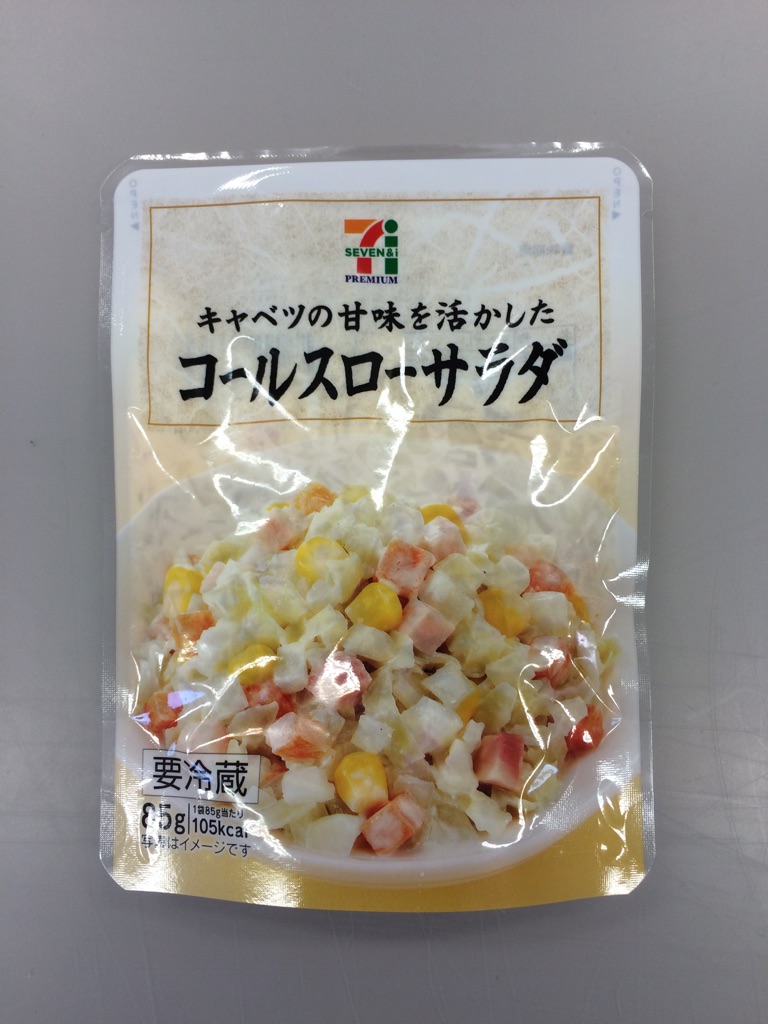 OPEN
OPEN
SEVEN&i
PREMIUM
キャベツの甘味を活かした
コールスローサラダ
要冷蔵
85g
1袋85g当たり
105kcal
写真はイメージです